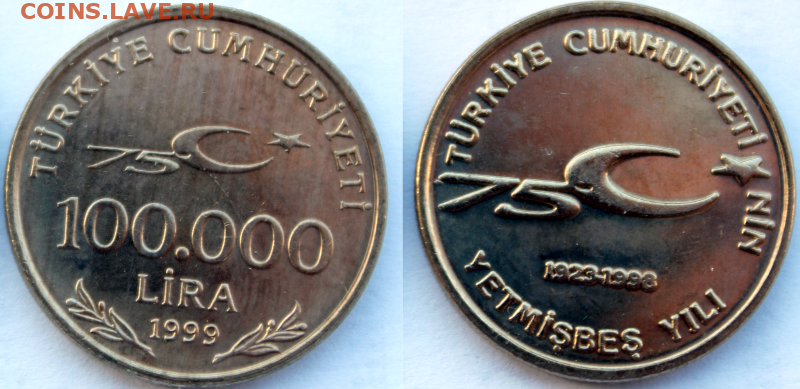 COINS.LAVE.RU
TÜRKİYE CUMHURİYETİ
75
100.000
LİRA
1999
TÜRKİYE CUMHURİYETİ NİN
75
1923-1998
YETMİŞBEŞ YILI